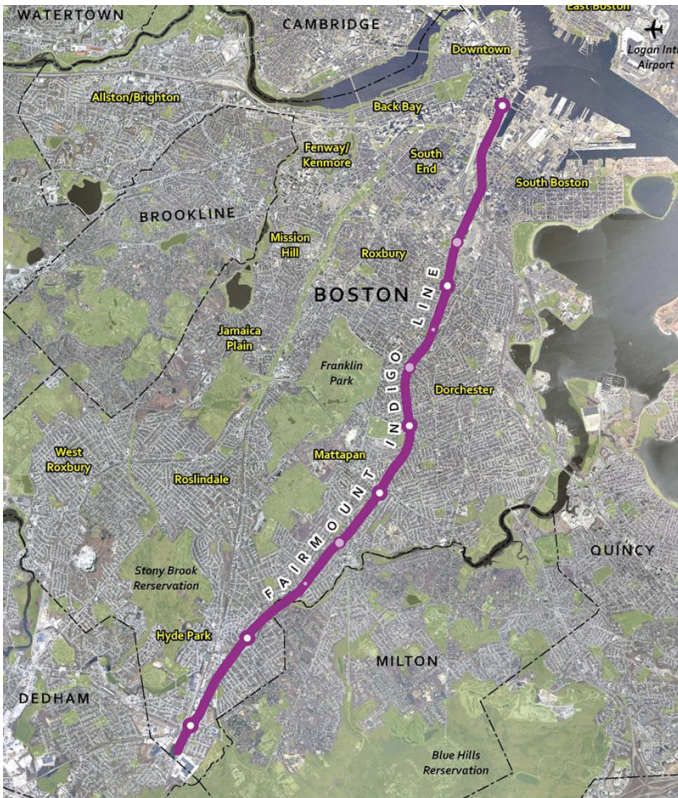 WATERTOWN
CAMBRIDGE
East Boston
Downtown
Logan Intl
Airport
Allston/Brighton
Back Bay
Fenway/
Kenmore
South
End
South Boston
BROOKLINE
Mission
Hill
Roxbury
BOSTON
Jamaica
Plain
Franklin
Park
Dorchester
FAIRMOUNT INDIGO LINE
West
Roxbury
Roslindale
Mattapan
QUINCY
Stony Brook
Rerservation
Hyde Park
MILTON
DEDHAM
Blue Hills
Reservation